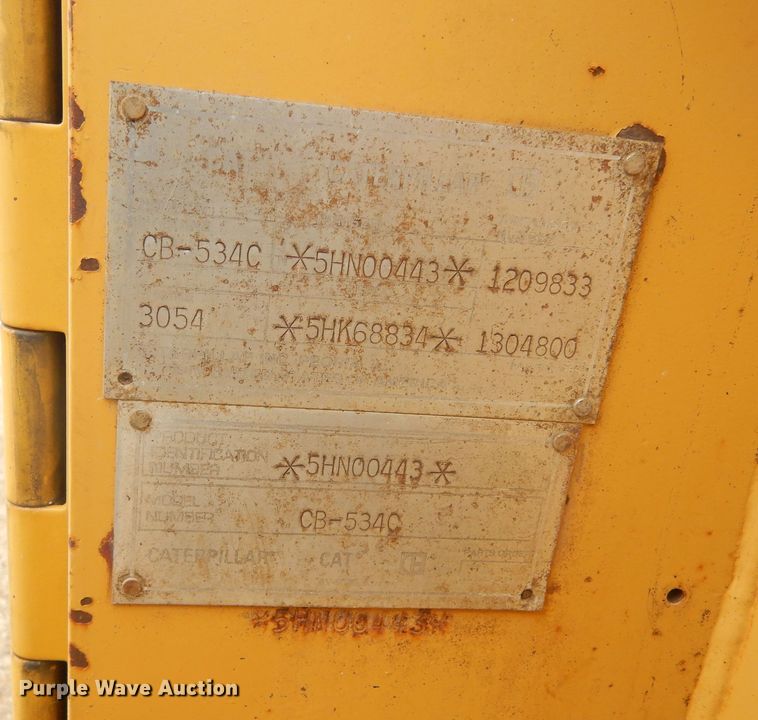 CB-534C *5HN00443* 1209833
3054 *5HK68834* 1304800
PRODUCT
IDENTIFICATION
NUMBER *5HN00443*
MODEL
NUMBER CB-534C
CATERPILLAR CAT
*5HN00443*
Purple Wave Auction